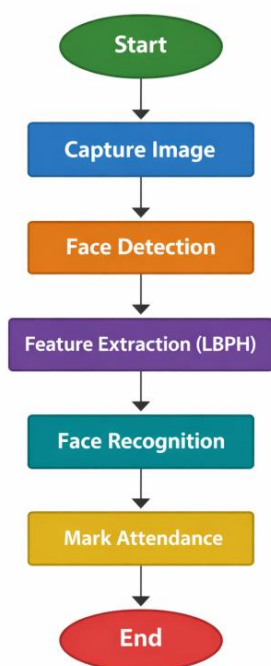 Start
Capture Image
Face Detection
Feature Extraction (LBPH)
Face Recognition
Mark Attendance
End